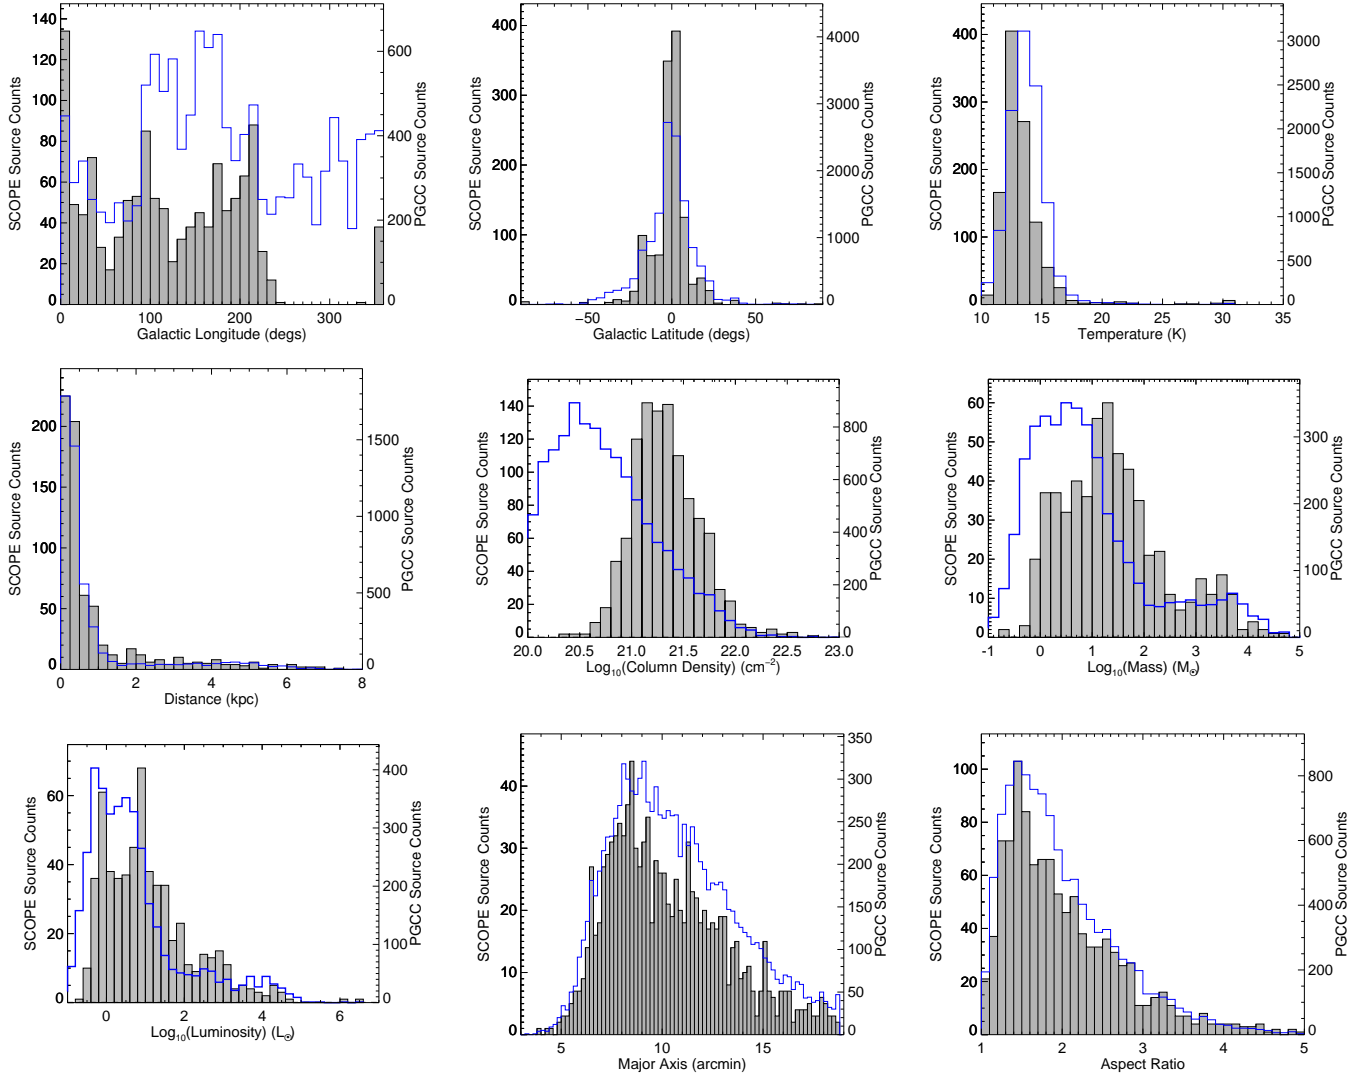 140
120
100
80
60
40
20
0
SCOPE Source Counts
600
400
200
0
PGCC Source Counts
0 100 200 300
Galactic Longitude (degs)
400
300
200
100
0
SCOPE Source Counts
4000
3000
2000
1000
0
PGCC Source Counts
−50 0 50
Galactic Latitude (degs)
400
300
200
100
0
SCOPE Source Counts
3000
2500
2000
1500
1000
500
0
PGCC Source Counts
10 15 20 25 30 35
Temperature (K)
200
150
100
50
0
SCOPE Source Counts
1500
1000
500
0
PGCC Source Counts
0 2 4 6 8
Distance (kpc)
140
120
100
80
60
40
20
0
SCOPE Source Counts
800
600
400
200
0
PGCC Source Counts
20.0 20.5 21.0 21.5 22.0 22.5 23.0
Log₁₀(Column Density) (cm⁻²)
60
50
40
30
20
10
0
SCOPE Source Counts
300
200
100
0
PGCC Source Counts
-1 0 1 2 3 4 5
Log₁₀(Mass) (M☉)
60
40
20
0
SCOPE Source Counts
400
300
200
100
0
PGCC Source Counts
0 2 4 6
Log₁₀(Luminosity) (L☉)
40
30
20
10
0
SCOPE Source Counts
350
300
250
200
150
100
50
0
PGCC Source Counts
5 10 15
Major Axis (arcmin)
100
80
60
40
20
0
SCOPE Source Counts
800
600
400
200
0
PGCC Source Counts
1 2 3 4 5
Aspect Ratio